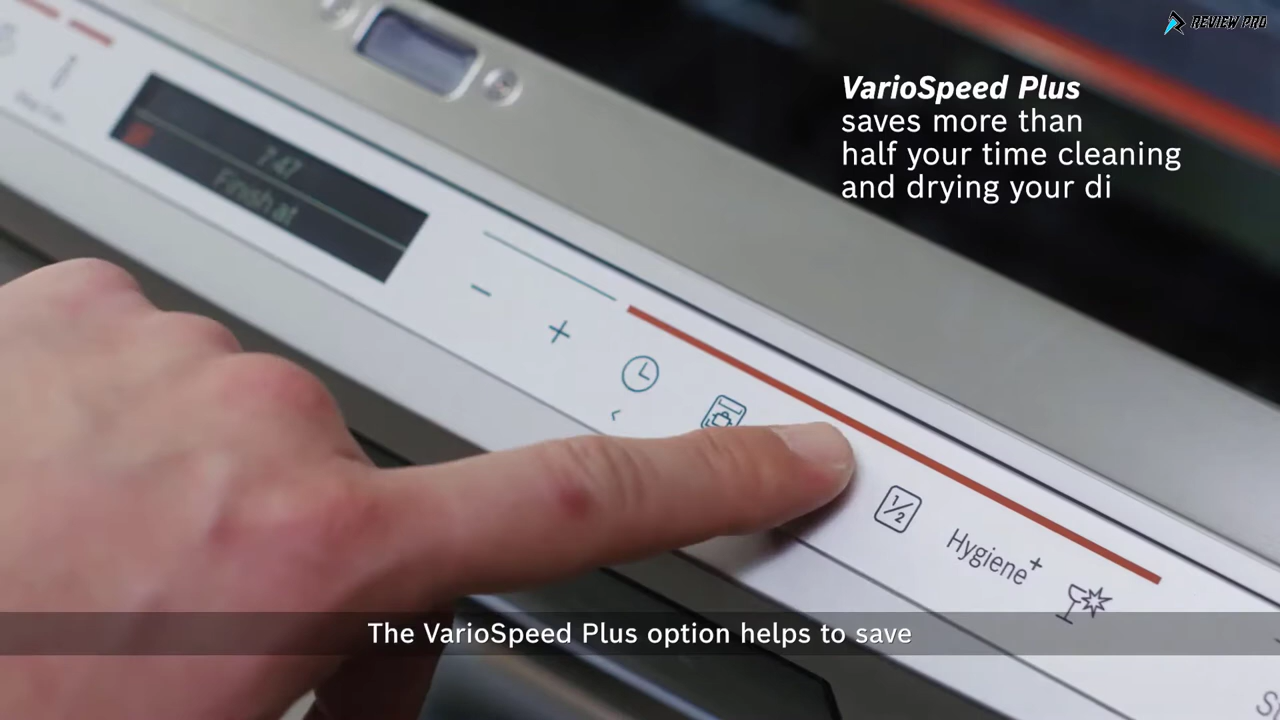 REVIEW PRO
VarioSpeed Plus
saves more than
half your time cleaning
and drying your di
7:47
Finish at
1/2
Hygiene+
The VarioSpeed Plus option helps to save